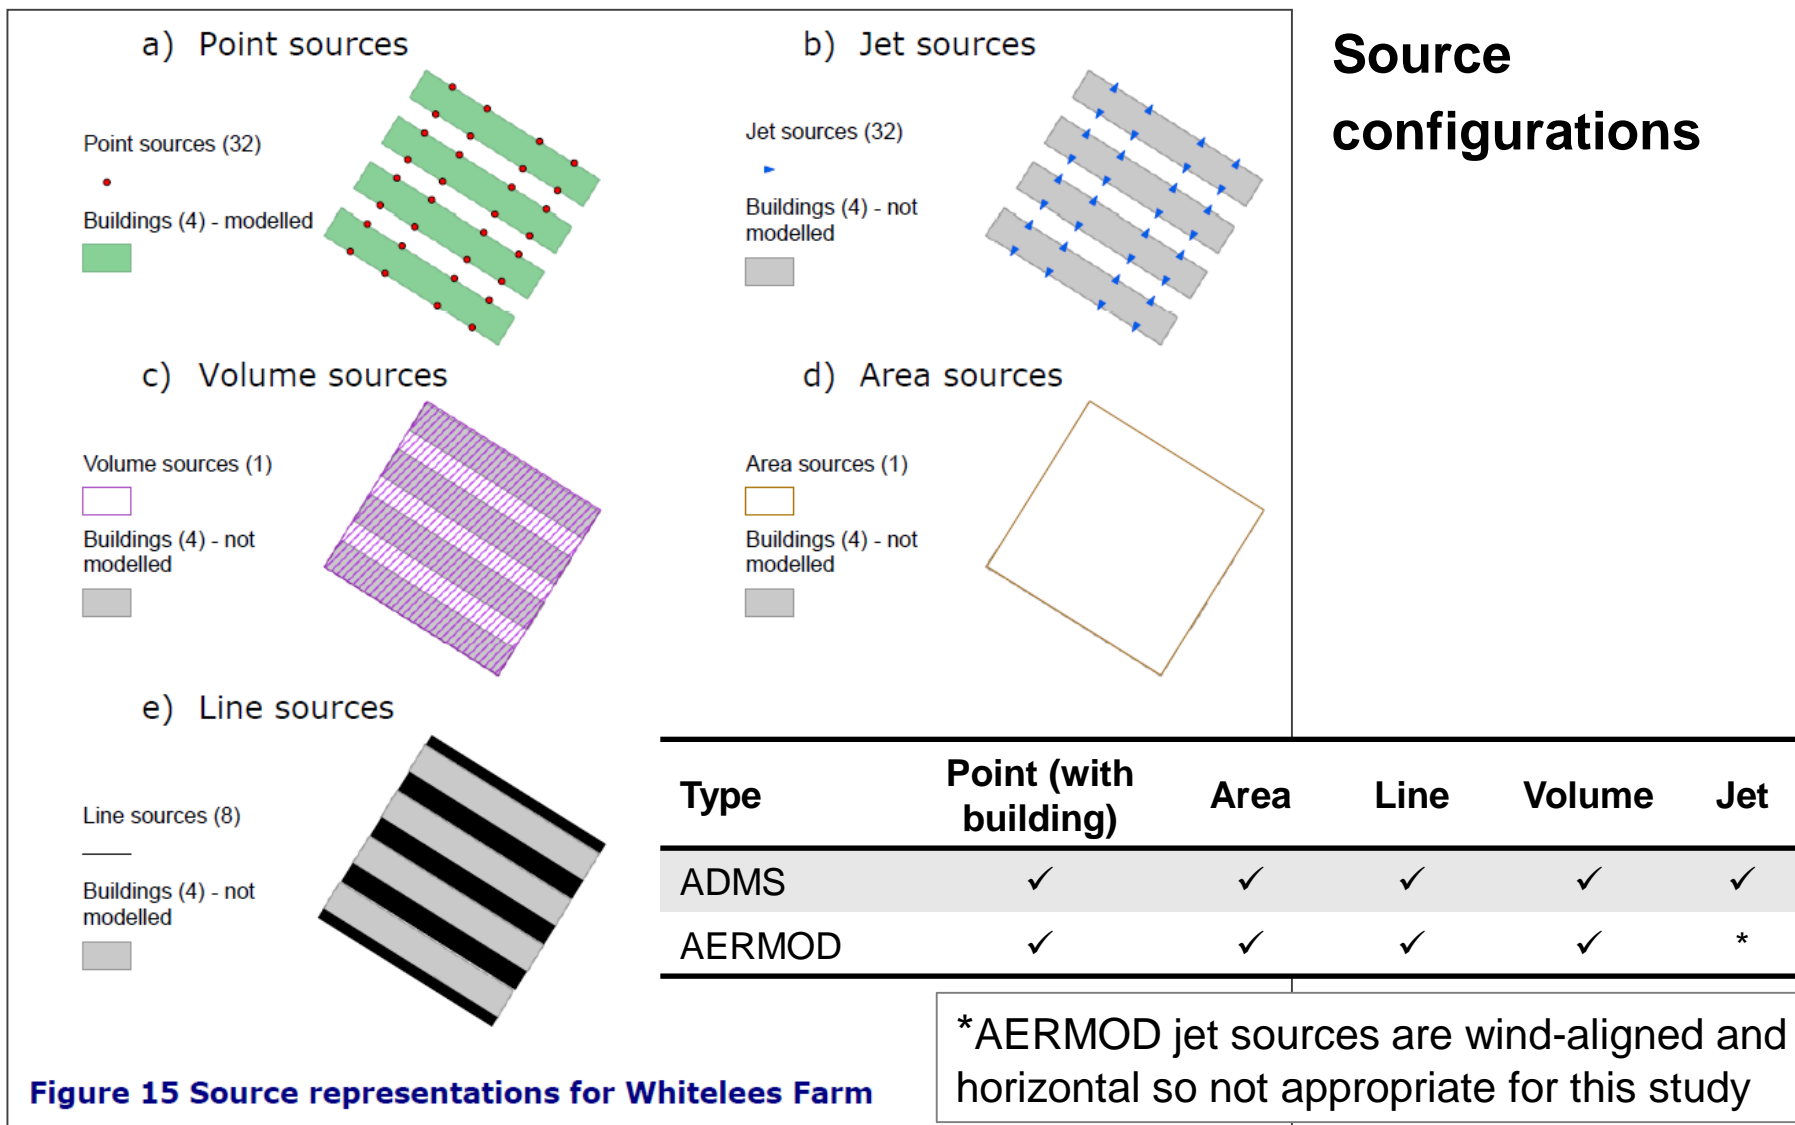 Source
configurations
a) Point sources
Point sources (32)
Buildings (4) - modelled
b) Jet sources
Jet sources (32)
Buildings (4) - not
modelled
c) Volume sources
Volume sources (1)
Buildings (4) - not
modelled
d) Area sources
Area sources (1)
Buildings (4) - not
modelled
e) Line sources
Line sources (8)
Buildings (4) - not
modelled
Type Point (with building) Area Line Volume Jet
ADMS ✓ ✓ ✓ ✓ ✓
AERMOD ✓ ✓ ✓ ✓ *
*AERMOD jet sources are wind-aligned and
horizontal so not appropriate for this study
Figure 15 Source representations for Whitelees Farm